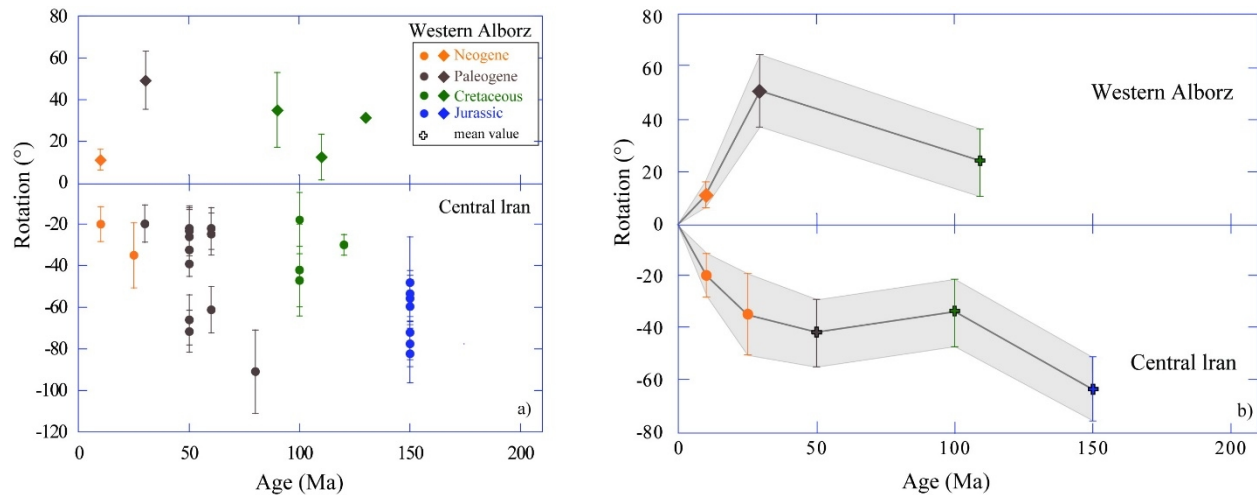 80
60
40
20
0
-20
-40
-60
-80
-100
-120
Rotation (°)
Rotation (°)
Western Alborz
Neogene
Paleogene
Cretaceous
Jurassic
mean value
Central Iran
a)
0
50
100
150
200
Age (Ma)
80
60
40
20
0
-20
-40
-60
-80
Rotation (°)
Rotation (°)
Western Alborz
Central Iran
b)
0
50
100
150
200
Age (Ma)